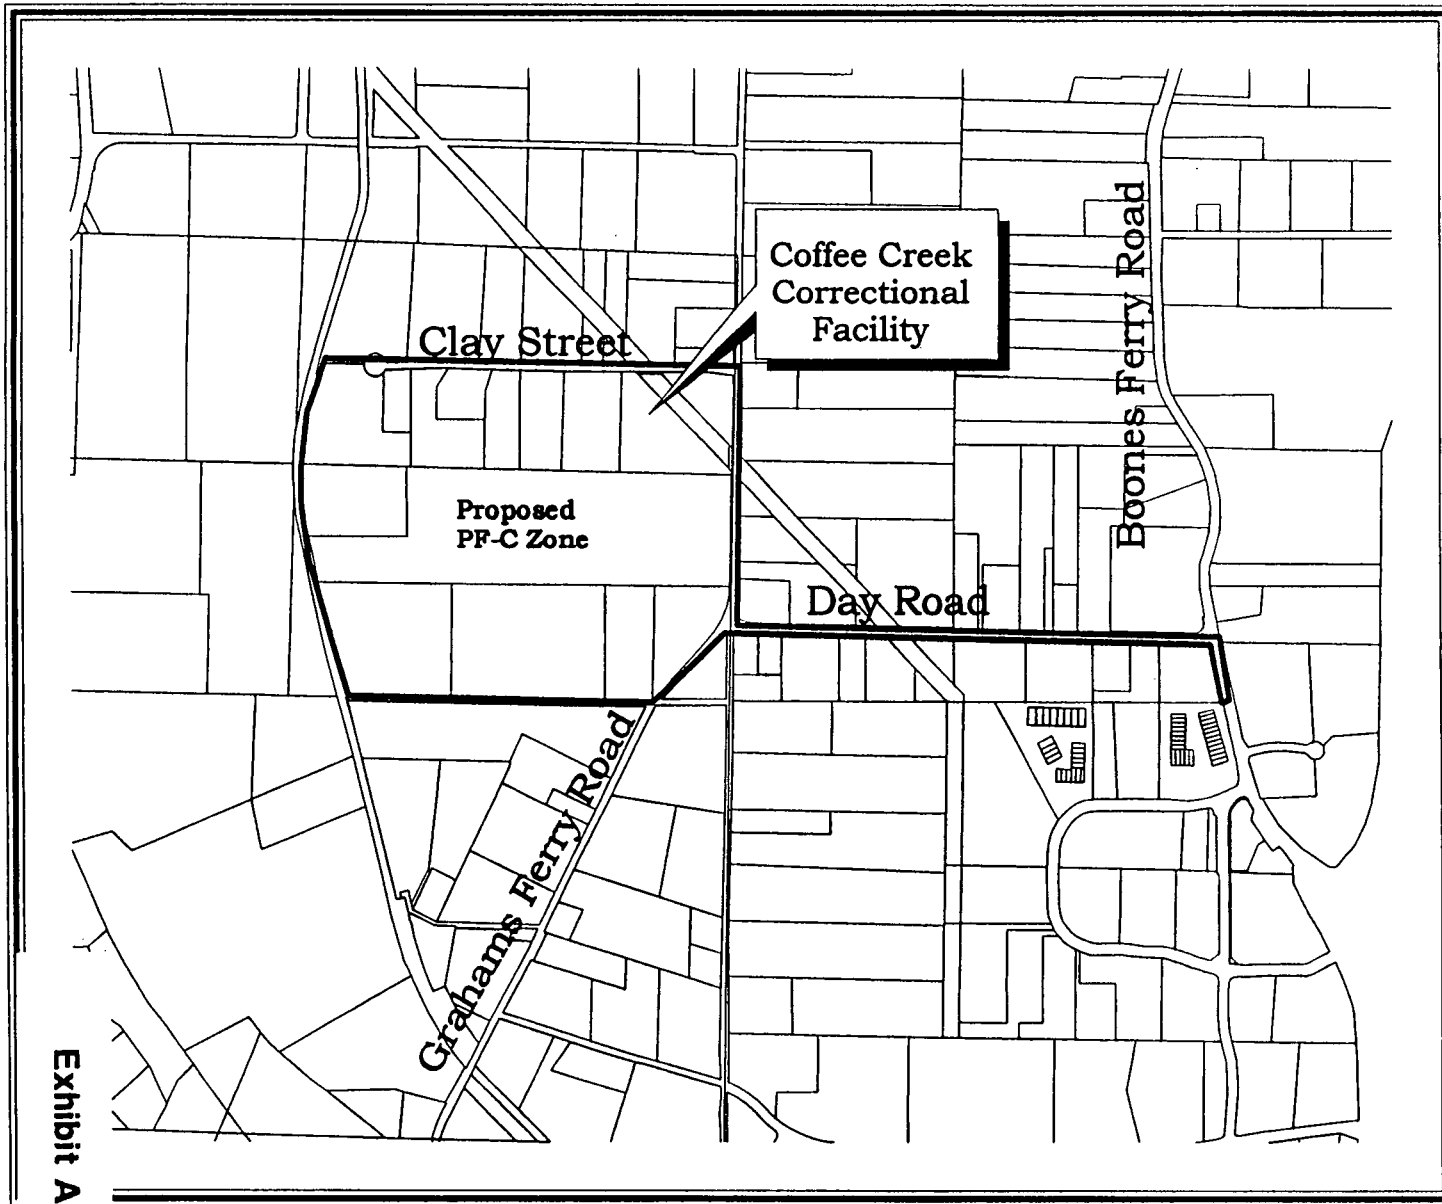 Coffee Creek
Correctional
Facility
Boones Ferry Road
Clay Street
Proposed
PF-C Zone
Day Road
Grahams Ferry Road
Exhibit A